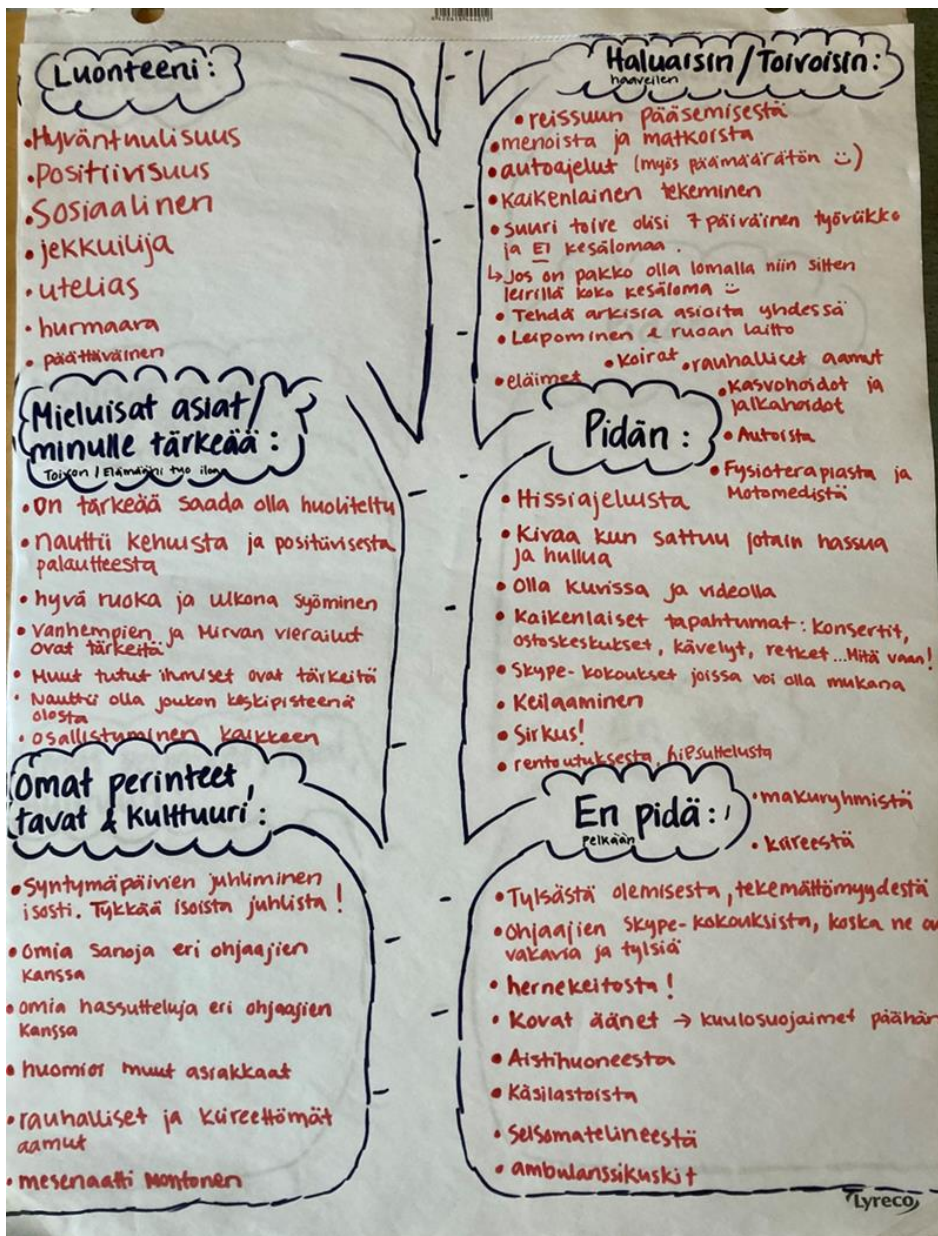 Luonteeni:
•Hyväntuulisuus
•positiivisuus
•Sosiaalinen
•jekkuilija
•utelias
•hurmaara
•päättäväinen
Haluaisin/Toivoisin:
haaveilen
•reissuun pääsemisestä
•menoista ja matkoista
•autoajelut (myös päämäärätön ü)
•kaikenlainen tekeminen
•suuri toive olisi 7 päiväinen työviikko
ja EI kesälomaa.
↳Jos on pakko olla lomalla niin sitten
leirillä koko kesäloma ü
•Tehdä arkisia asioita yhdessä
•Leipominen & ruoan laitto
Mieluisat asiat/
minulle tärkeää:
Toivon / Elämääni tuo iloa
•On tärkeää saada olla huoliteltu
•nauttii kehuista ja positiivisesta
palautteesta
•hyvä ruoka ja ulkona syöminen
•Vanhempien ja Mirvan vierailut
ovat tärkeitä
•Muut tutut ihmiset ovat tärkeitä
•Nauttii olla joukon keskipisteenä
olosta
•osallistuminen kaikkeen
Pidän:
•eläimet
•koirat
•rauhalliset aamut
•kasvohoidot ja
jalkahoidot
•Autoista
•Fysioterapiasta ja
Motomedistä
•Hissiajelusta
•Kivaa kun sattuu jotain hassua
ja hullua
•Olla kuvissa ja videolla
•Kaikenlaiset tapahtumat: konsertit,
ostoskeskukset, kävelyt, retket...Mitä vaan!
•Skype-kokoukset joissa voi olla mukana
•Keilaaminen
•Sirkus!
•rentoutuksesta, hipsuttelusta
Omat perinteet,
tavat & kulttuuri:
•Syntymäpäivien juhliminen
isosti. Tykkää isoista juhlista!
•omia sanoja eri ohjaajien
kanssa
•omia hassutteluja eri ohjaajien
kanssa
•huomioi muut asiakkaat
•rauhalliset ja kiireettömät
aamut
•mesenaatti Montonen
En pidä:
pelkään
•makuryhmistä
•kiireestä
•Tylsästä olemisesta, tekemättömyydestä
•ohjaajien Skype-kokouksista, koska ne ov
vakavia ja tylsiä
•hernekeitosta!
•Kovat äänet → kuulosuojaimet päähän
•Aistihuoneesta
•Käsilastoista
•Seisomatelineestä
•ambulanssikuskit
Lyreco